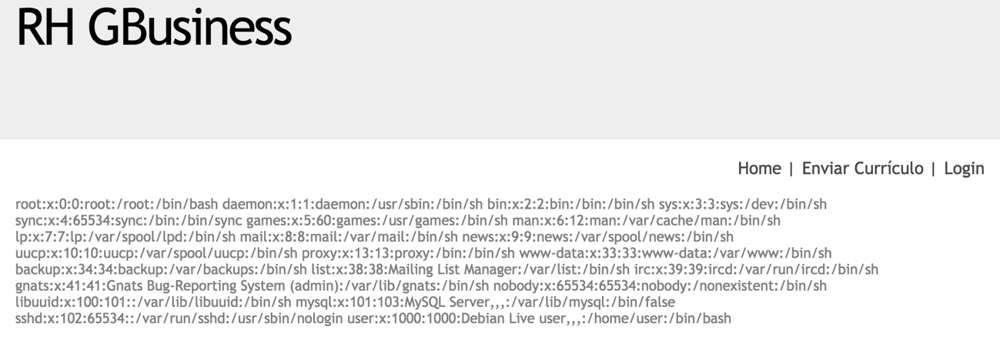 RH GBusiness
Home | Enviar Currículo | Login
root:x:0:0:root:/root:/bin/bash daemon:x:1:1:daemon:/usr/sbin:/bin/sh bin:x:2:2:bin:/bin:/bin/sh sys:x:3:3:sys:/dev:/bin/sh
sync:x:4:65534:sync:/bin:/bin/sync games:x:5:60:games:/usr/games:/bin/sh man:x:6:12:man:/var/cache/man:/bin/sh
lp:x:7:7:lp:/var/spool/lpd:/bin/sh mail:x:8:8:mail:/var/mail:/bin/sh news:x:9:9:news:/var/spool/news:/bin/sh
uucp:x:10:10:uucp:/var/spool/uucp:/bin/sh proxy:x:13:13:proxy:/bin:/bin/sh www-data:x:33:33:www-data:/var/www:/bin/sh
backup:x:34:34:backup:/var/backups:/bin/sh list:x:38:38:Mailing List Manager:/var/list:/bin/sh irc:x:39:39:ircd:/var/run/ircd:/bin/sh
gnats:x:41:41:Gnats Bug-Reporting System (admin):/var/lib/gnats:/bin/sh nobody:x:65534:65534:nobody:/nonexistent:/bin/sh
libuuid:x:100:101::/var/lib/libuuid:/bin/sh mysql:x:101:103:MySQL Server,,,:/var/lib/mysql:/bin/false
sshd:x:102:65534::/var/run/sshd:/usr/sbin/nologin user:x:1000:1000:Debian Live user,,,:/home/user:/bin/bash